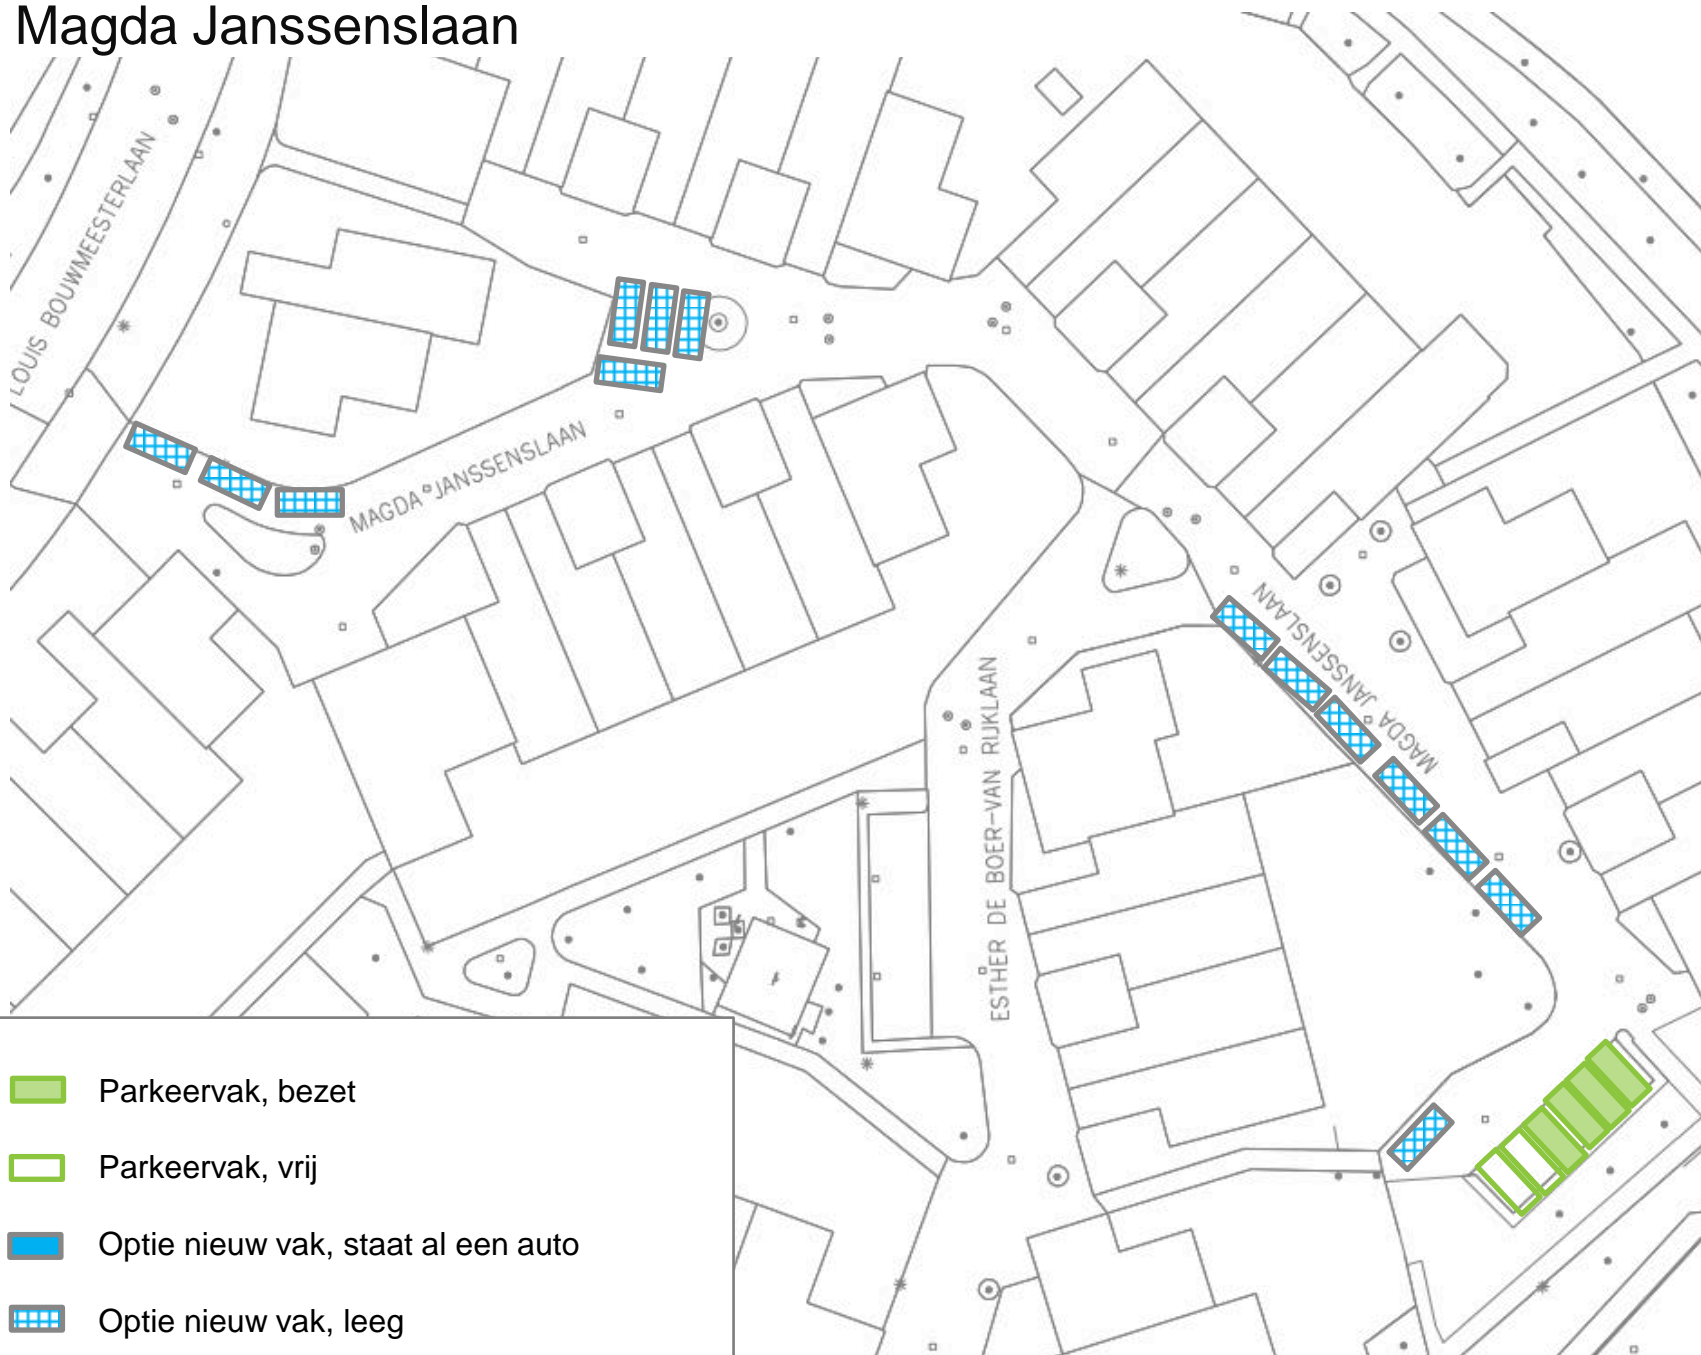 Magda Janssenslaan
LOUIS BOUWMEESTERLAAN
MAGDA JANSSENSLAAN
MAGDA JANSSENSLAAN
ESTHER DE BOER-VAN RIJKLAAN
Parkeervak, bezet
Parkeervak, vrij
Optie nieuw vak, staat al een auto
Optie nieuw vak, leeg